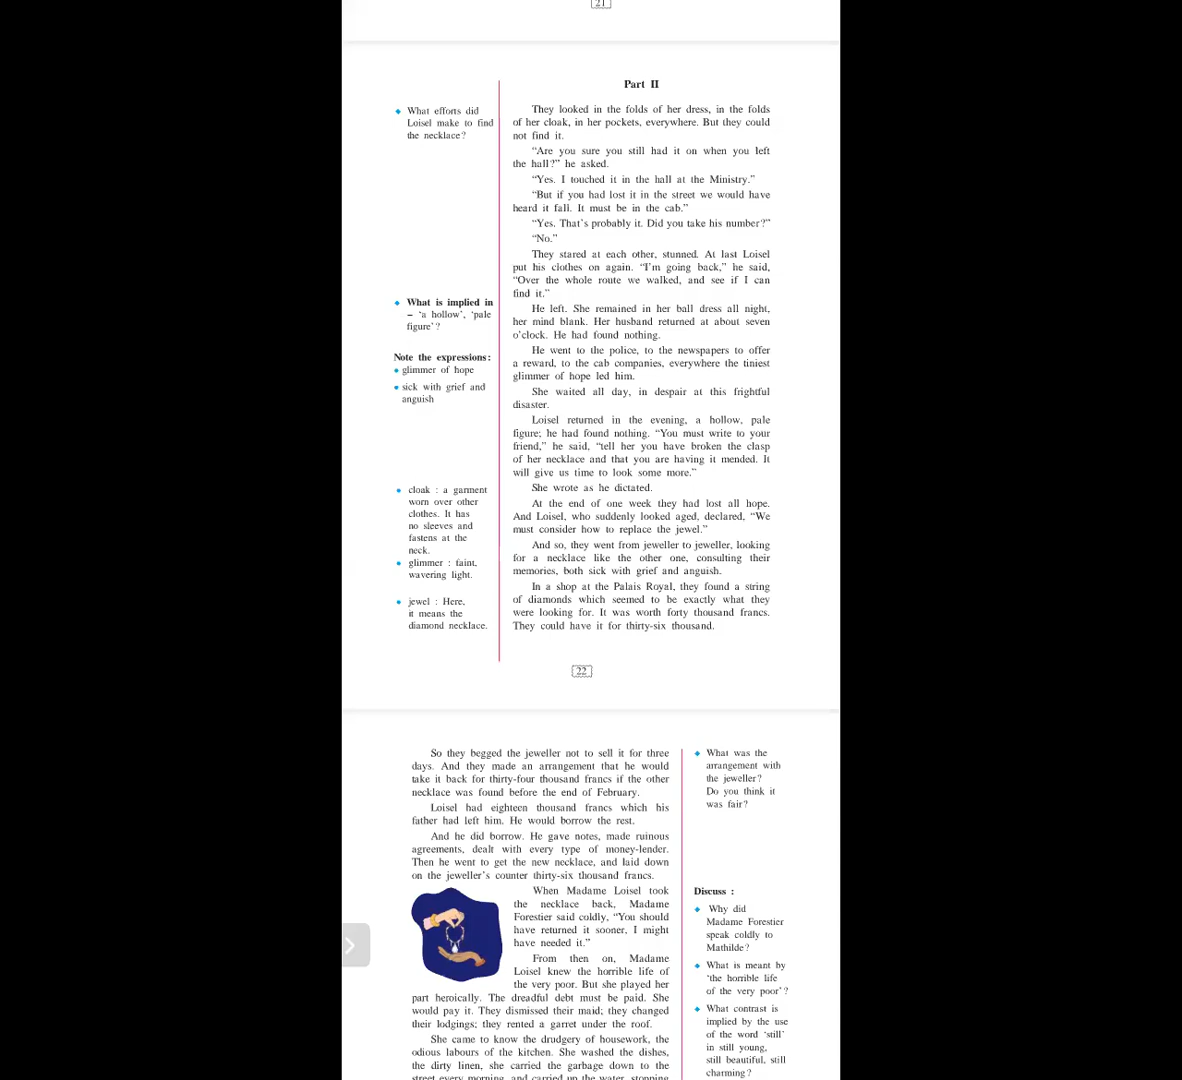 21
Part II
◆ What efforts did
Loisel make to find
the necklace?
They looked in the folds of her dress, in the folds
of her cloak, in her pockets, everywhere. But they could
not find it.
“Are you sure you still had it on when you left
the hall?” he asked.
“Yes. I touched it in the hall at the Ministry.”
“But if you had lost it in the street we would have
heard it fall. It must be in the cab.”
“Yes. That’s probably it. Did you take his number?”
“No.”
They stared at each other, stunned. At last Loisel
put his clothes on again. “I’m going back,” he said,
“Over the whole route we walked, and see if I can
find it.”
◆ What is implied in
– ‘a hollow’, ‘pale
figure’?
He left. She remained in her ball dress all night,
her mind blank. Her husband returned at about seven
o’clock. He had found nothing.
Note the expressions:
◆ glimmer of hope
◆ sick with grief and
anguish
He went to the police, to the newspapers to offer
a reward, to the cab companies, everywhere the tiniest
glimmer of hope led him.
She waited all day, in despair at this frightful
disaster.
Loisel returned in the evening, a hollow, pale
figure; he had found nothing. “You must write to your
friend,” he said, “tell her you have broken the clasp
of her necklace and that you are having it mended. It
will give us time to look some more.”
She wrote as he dictated.
◆ cloak : a garment
worn over other
clothes. It has
no sleeves and
fastens at the
neck.
◆ glimmer : faint,
wavering light.
◆ jewel : Here,
it means the
diamond necklace.
At the end of one week they had lost all hope.
And Loisel, who suddenly looked aged, declared, “We
must consider how to replace the jewel.”
And so, they went from jeweller to jeweller, looking
for a necklace like the other one, consulting their
memories, both sick with grief and anguish.
In a shop at the Palais Royal, they found a string
of diamonds which seemed to be exactly what they
were looking for. It was worth forty thousand francs.
They could have it for thirty-six thousand.
22
So they begged the jeweller not to sell it for three
days. And they made an arrangement that he would
take it back for thirty-four thousand francs if the other
necklace was found before the end of February.
◆ What was the
arrangement with
the jeweller?
Do you think it
was fair?
Loisel had eighteen thousand francs which his
father had left him. He would borrow the rest.
And he did borrow. He gave notes, made ruinous
agreements, dealt with every type of money-lender.
Then he went to get the new necklace, and laid down
on the jeweller’s counter thirty-six thousand francs.
When Madame Loisel took
the necklace back, Madame
Forestier said coldly, “You should
have returned it sooner, I might
have needed it.”
Discuss :
◆ Why did
Madame Forestier
speak coldly to
Mathilde?
◆ What is meant by
‘the horrible life
of the very poor’?
◆ What contrast is
implied by the use
of the word ‘still’
in still young,
still beautiful, still
charming?
From then on, Madame
Loisel knew the horrible life of
the very poor. But she played her
part heroically. The dreadful debt must be paid. She
would pay it. They dismissed their maid; they changed
their lodgings; they rented a garret under the roof.
She came to know the drudgery of housework, the
odious labours of the kitchen. She washed the dishes,
the dirty linen, she carried the garbage down to the
street every morning, and carried up the water, stopping